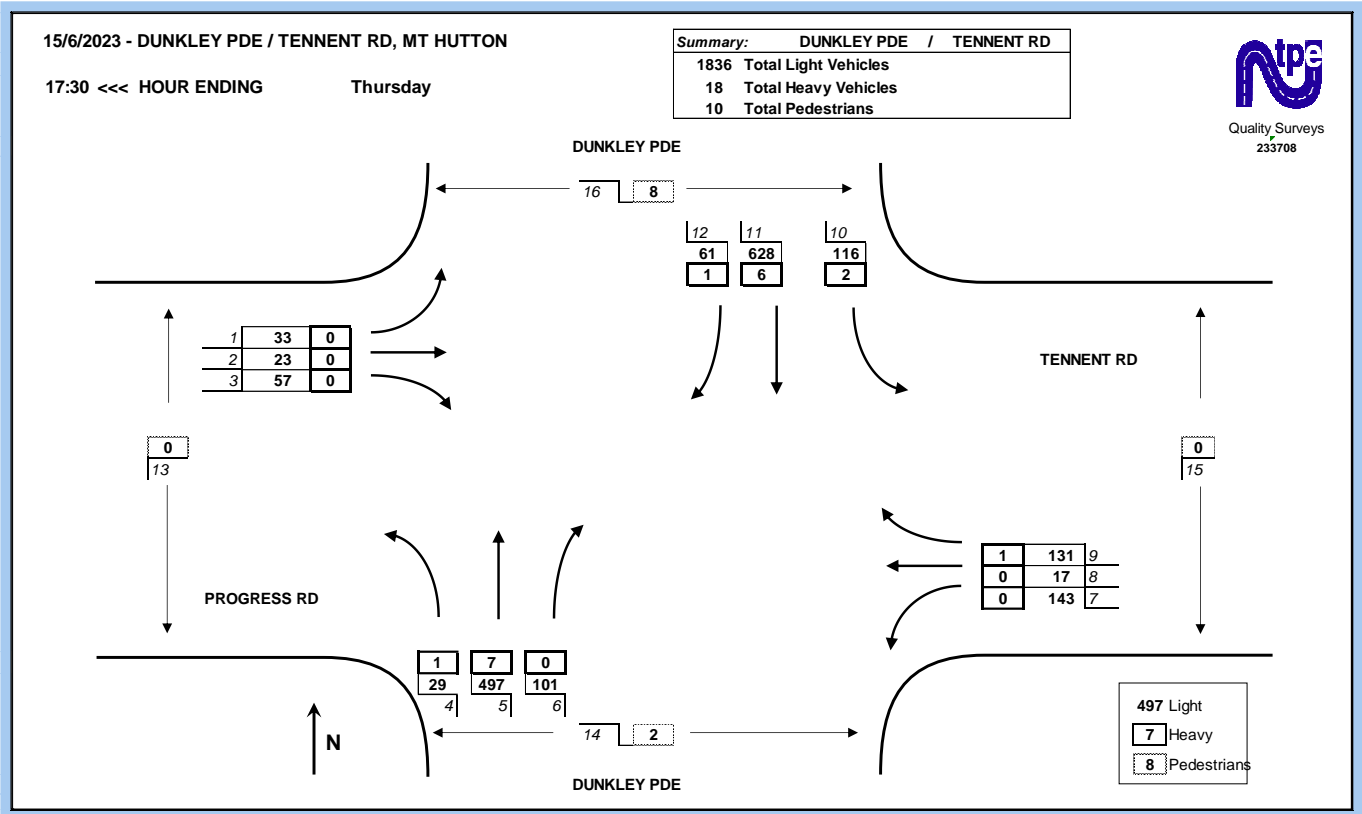 15/6/2023 - DUNKLEY PDE / TENNENT RD, MT HUTTON
17:30 <<< HOUR ENDING Thursday
Summary: DUNKLEY PDE / TENNENT RD
1836 Total Light Vehicles
18 Total Heavy Vehicles
10 Total Pedestrians
tpe
Quality Surveys
233708
DUNKLEY PDE
16 8
12 11 10
61 628 116
1 6 2
1 33 0
2 23 0
3 57 0
TENNENT RD
0
13
0
15
1 131 9
0 17 8
0 143 7
PROGRESS RD
1 7 0
29 497 101
4 5 6
14 2
N
DUNKLEY PDE
497 Light
7 Heavy
8 Pedestrians